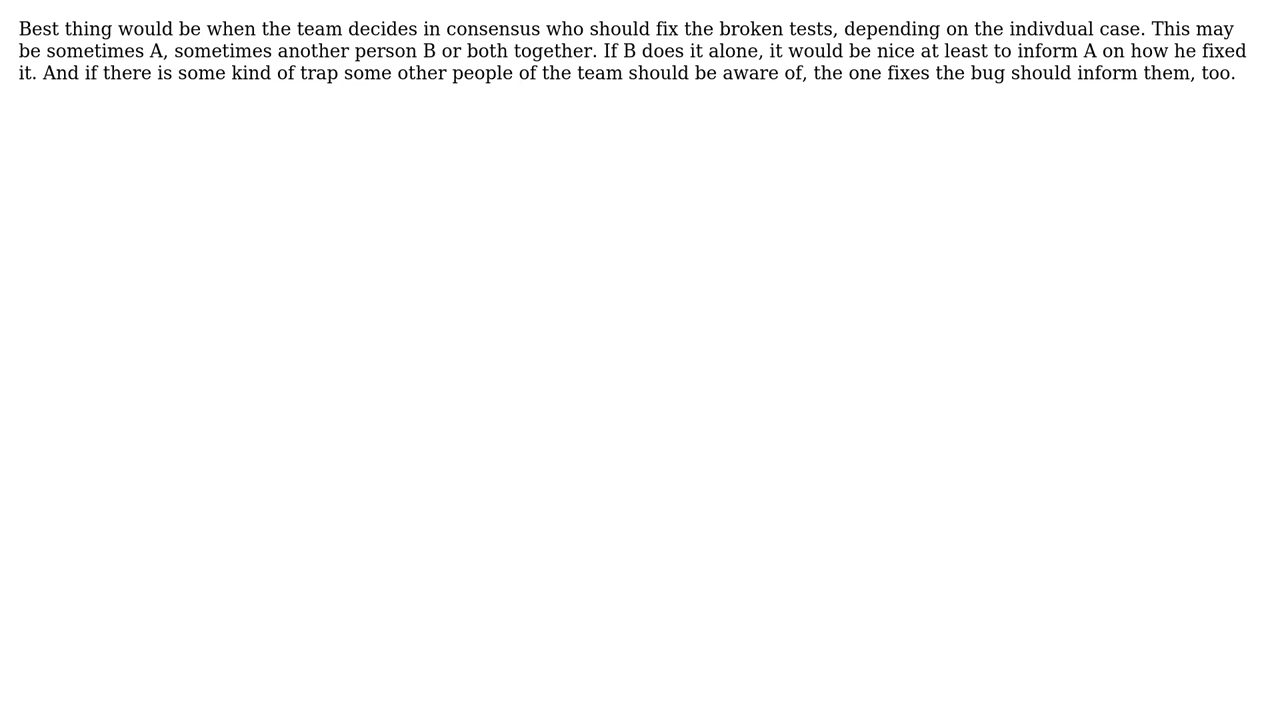 Best thing would be when the team decides in consensus who should fix the broken tests, depending on the indivdual case. This may
be sometimes A, sometimes another person B or both together. If B does it alone, it would be nice at least to inform A on how he fixed
it. And if there is some kind of trap some other people of the team should be aware of, the one fixes the bug should inform them, too.